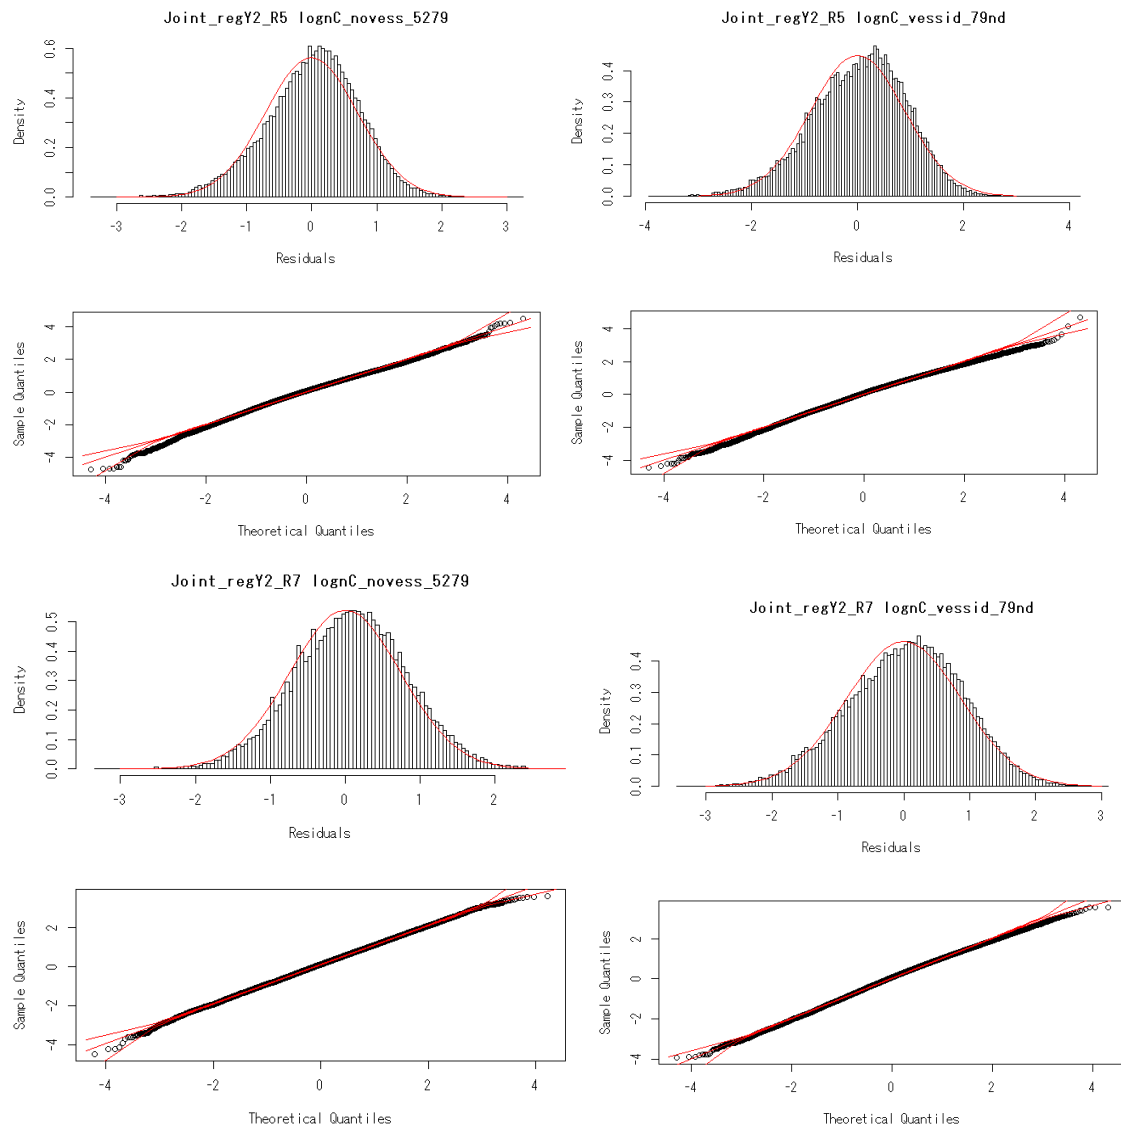 Joint_regY2_R5 lognC_novess_5279
Density
0.0 0.2 0.4 0.6
-3 -2 -1 0 1 2 3
Residuals
Sample Quantiles
-4 -2 0 2 4
-4 -2 0 2 4
Theoretical Quantiles
Joint_regY2_R5 lognC_vessid_79nd
Density
0.0 0.1 0.2 0.3 0.4
-4 -2 0 2 4
Residuals
Sample Quantiles
-4 -2 0 2 4
-4 -2 0 2 4
Theoretical Quantiles
Joint_regY2_R7 lognC_novess_5279
Density
0.0 0.1 0.2 0.3 0.4 0.5
-3 -2 -1 0 1 2
Residuals
Sample Quantiles
-4 -2 0 2
-4 -2 0 2 4
Theoretical Quantiles
Joint_regY2_R7 lognC_vessid_79nd
Density
0.0 0.1 0.2 0.3 0.4
-3 -2 -1 0 1 2 3
Residuals
Sample Quantiles
-4 -2 0 2
-4 -2 0 2 4
Theoretical Quantiles